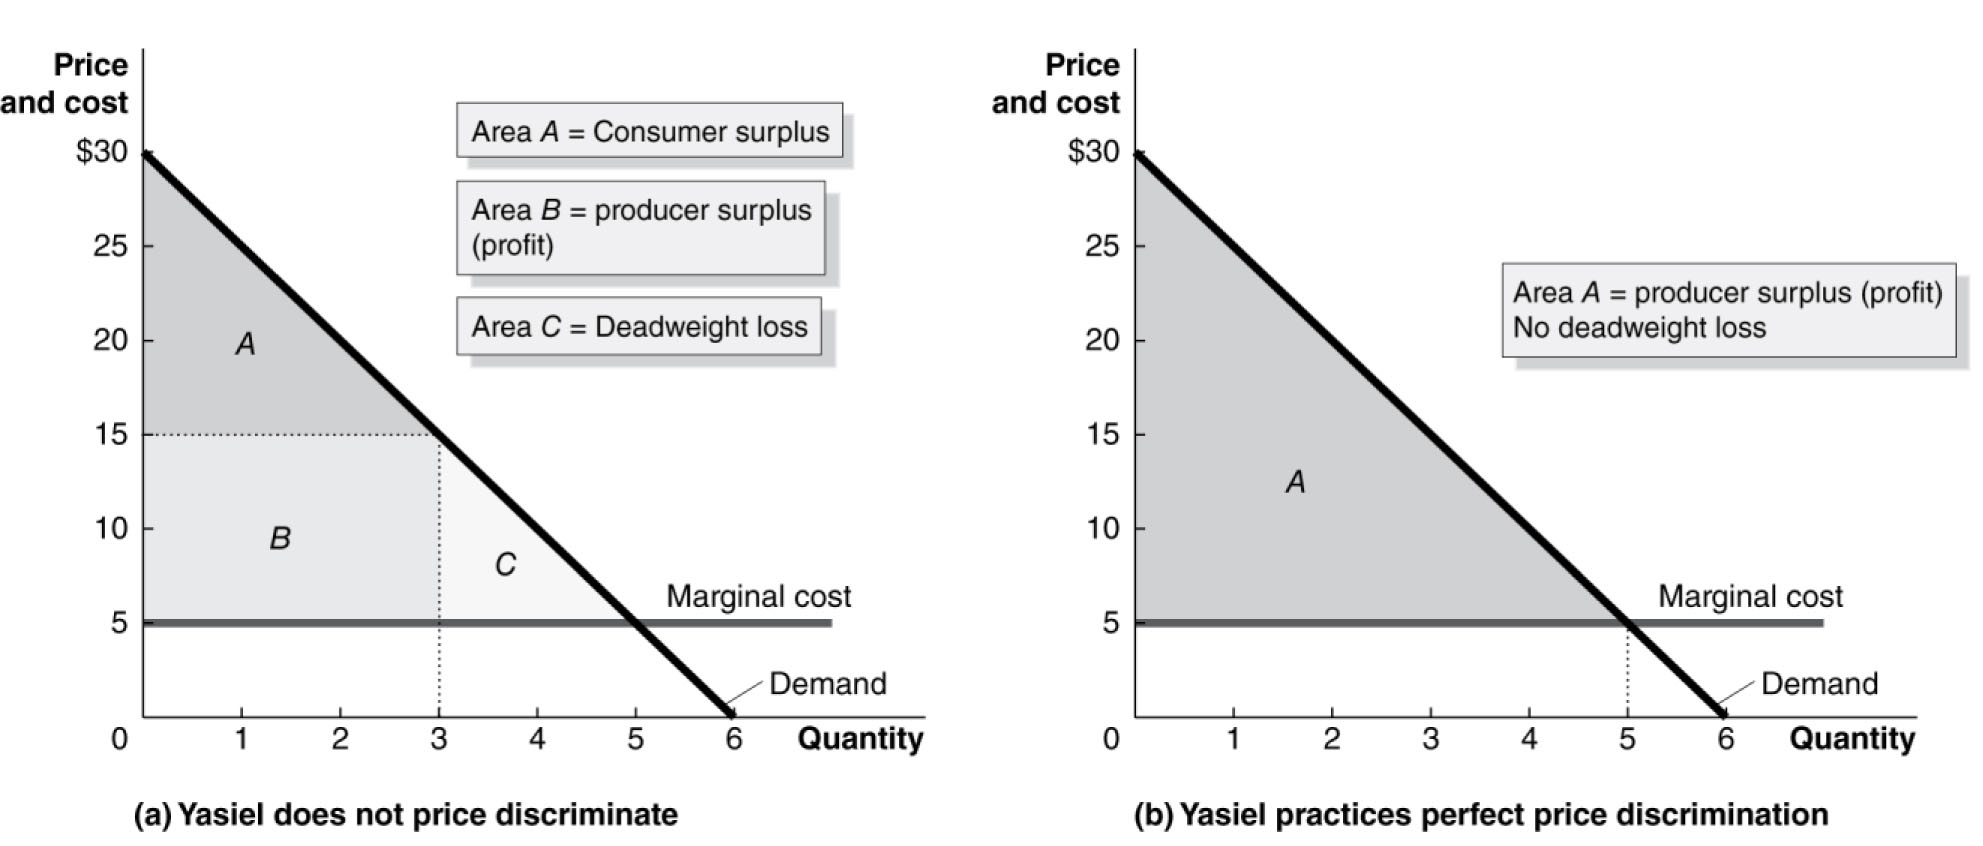 Price
and cost
$30
25
20
15
10
5
0
1
2
3
4
5
6
Quantity
A
B
C
Area A = Consumer surplus
Area B = producer surplus
(profit)
Area C = Deadweight loss
Marginal cost
Demand
(a) Yasiel does not price discriminate
Price
and cost
$30
25
20
15
10
5
0
1
2
3
4
5
6
Quantity
A
Area A = producer surplus (profit)
No deadweight loss
Marginal cost
Demand
(b) Yasiel practices perfect price discrimination